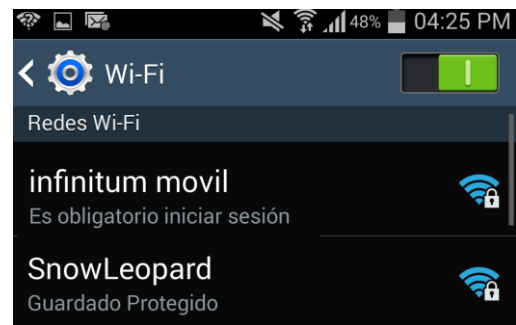 48% 04:25 PM
Wi-Fi
Redes Wi-Fi
infinitum movil
Es obligatorio iniciar sesión
SnowLeopard
Guardado Protegido